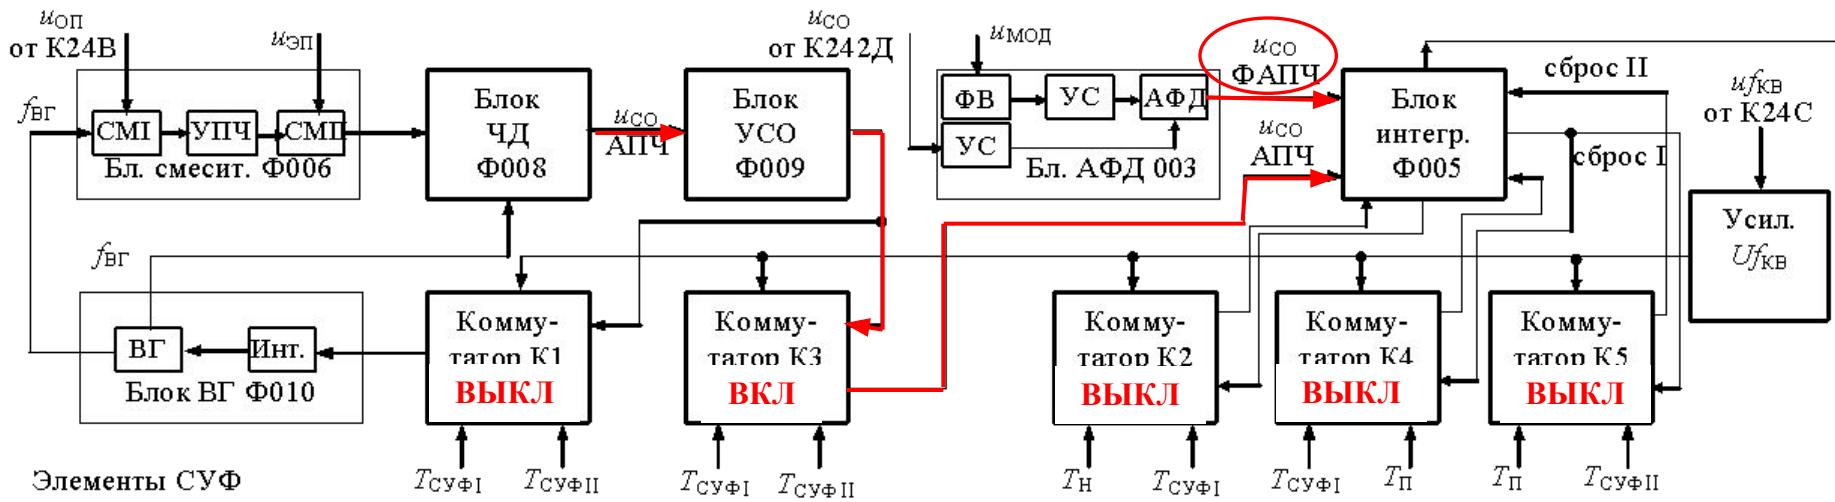 uОП
от К24В
uЭП
fВГ
СМI
УПЧ
СМII
Бл. смесит. Ф006
Блок
ЧД
Ф008
uСО
АПЧ
Блок
УСО
Ф009
uСО
от К242Д
uМОД
ФВ
УС
АФД
УС
Бл. АФД 003
uСО
ФАПЧ
uСО
АПЧ
Блок
интегр.
Ф005
сброс II
сброс I
ufКВ
от К24С
Усил.
UfКВ
fВГ
ВГ
Инт.
Блок ВГ Ф010
Комму-
татор К1
ВЫКЛ
Комму-
татор К3
ВКЛ
Комму-
татор К2
ВЫКЛ
Комму-
татор К4
ВЫКЛ
Комму-
татор К5
ВЫКЛ
Элементы СУФ
TСУФI
TСУФII
TСУФI
TСУФII
TН
TСУФI
TСУФI
TП
TП
TСУФII